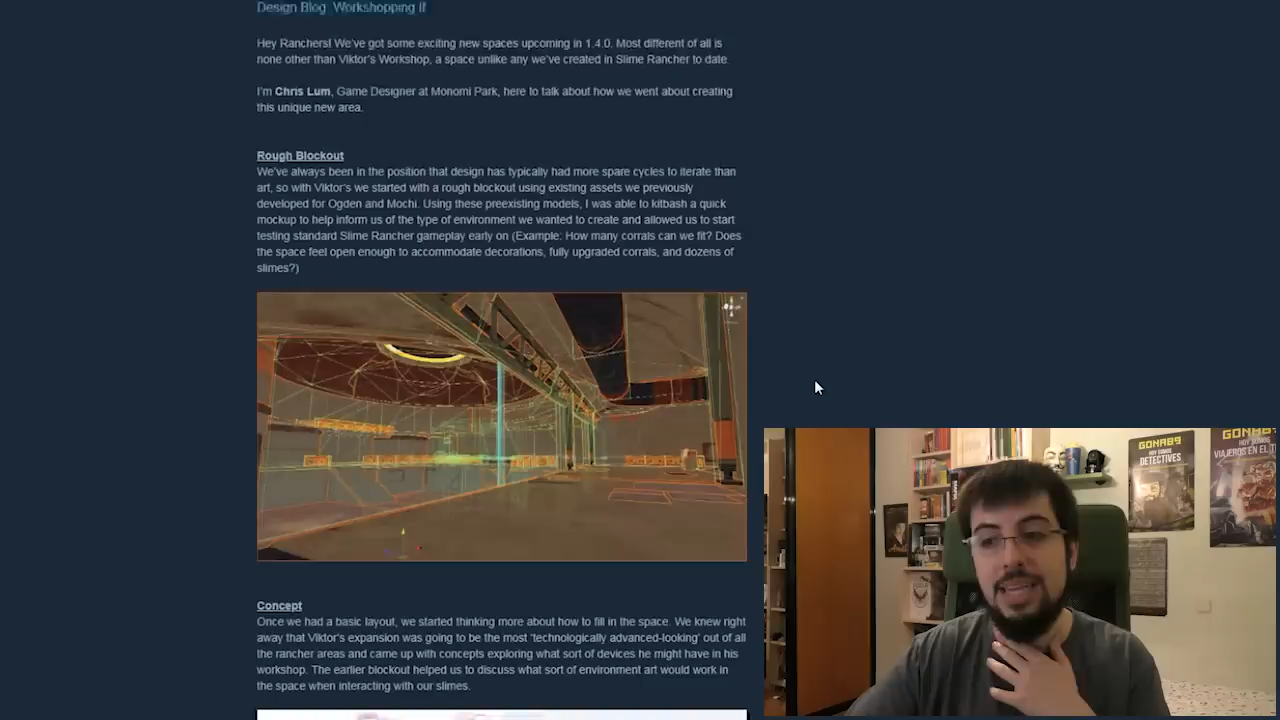 Design Blog: Workshopping It
Hey Ranchers! We've got some exciting new spaces upcoming in 1.4.0. Most different of all is
none other than Viktor's Workshop, a space unlike any we've created in Slime Rancher to date.
I'm Chris Lum, Game Designer at Monomi Park, here to talk about how we went about creating
this unique new area.
Rough Blockout
We've always been in the position that design has typically had more spare cycles to iterate than
art, so with Viktor's we started with a rough blockout using existing assets we previously
developed for Ogden and Mochi. Using these preexisting models, I was able to kitbash a quick
mockup to help inform us of the type of environment we wanted to create and allowed us to start
testing standard Slime Rancher gameplay early on (Example: How many corrals can we fit? Does
the space feel open enough to accommodate decorations, fully upgraded corrals, and dozens of
slimes?)
Concept
Once we had a basic layout, we started thinking more about how to fill in the space. We knew right
away that Viktor's expansion was going to be the most 'technologically advanced-looking' out of all
the rancher areas and came up with concepts exploring what sort of devices he might have in his
workshop. The earlier blockout helped us to discuss what sort of environment art would work in
the space when interacting with our slimes.
GONA89
HOY SOMOS
DETECTIVES
GONA89
HOY SOMOS
VIAJEROS EN EL T